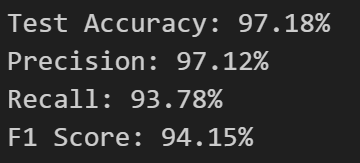 Test Accuracy: 97.18%
Precision: 97.12%
Recall: 93.78%
F1 Score: 94.15%